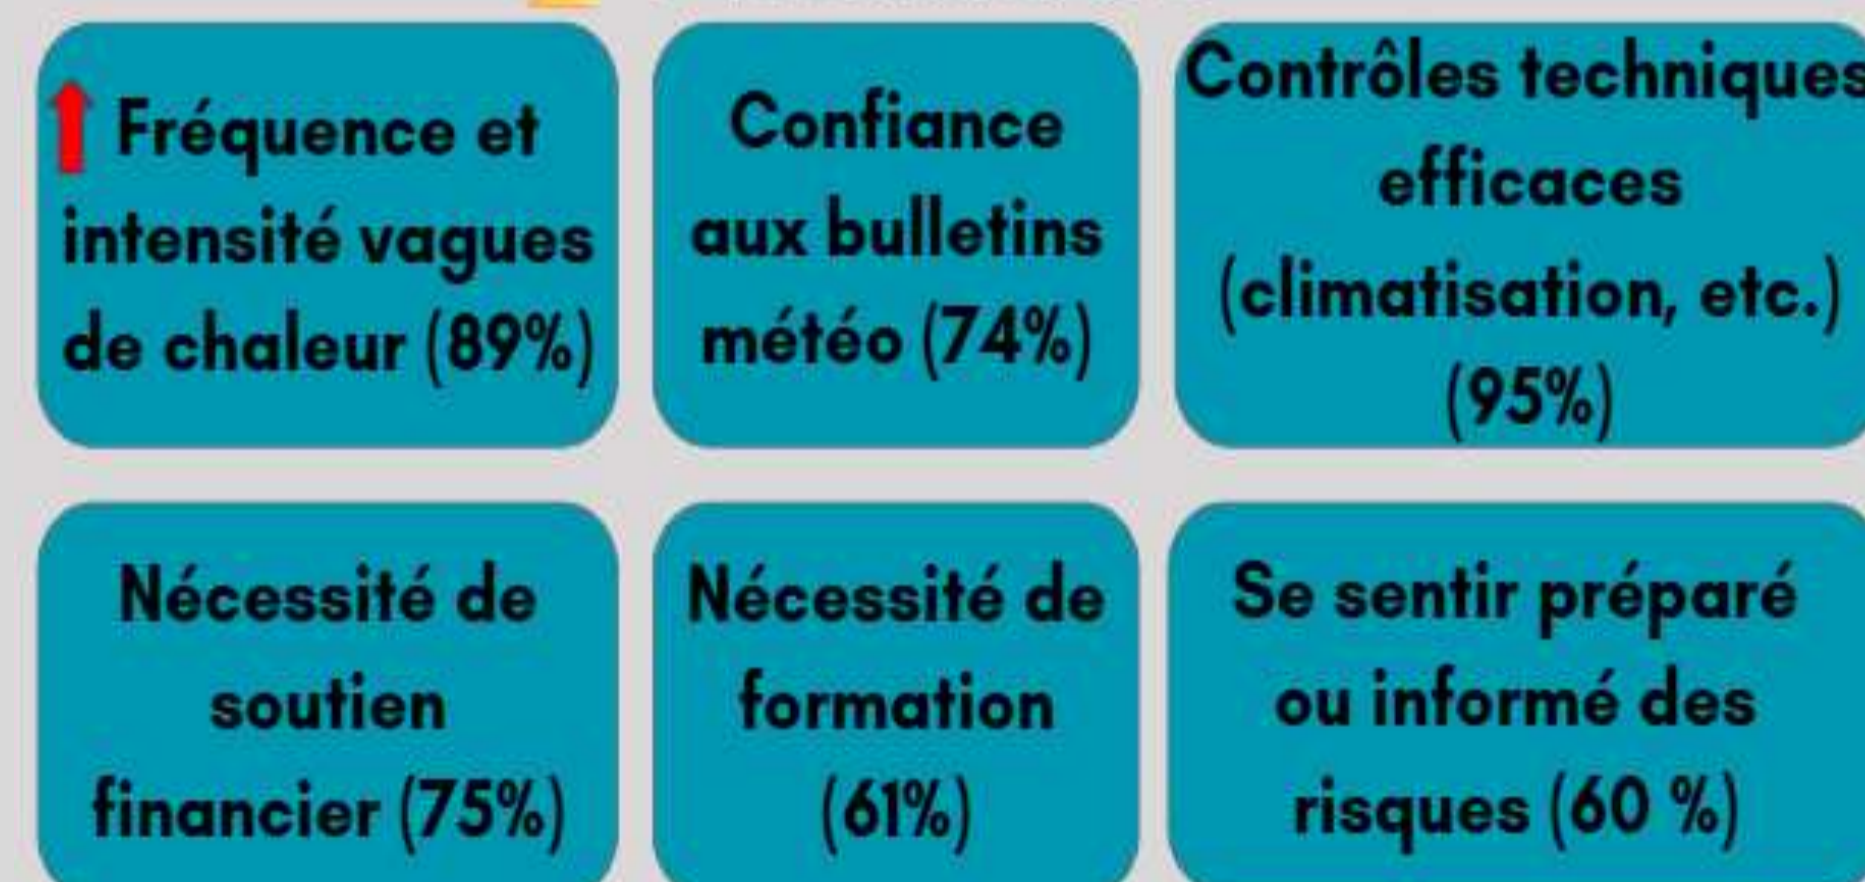 Fréquence et
intensité vagues
de chaleur (89%)
Confiance
aux bulletins
météo (74%)
Contrôles techniques
efficaces
(climatisation, etc.)
(95%)
Nécessité de
soutien
financier (75%)
Nécessité de
formation
(61%)
Se sentir préparé
ou informé des
risques (60 %)